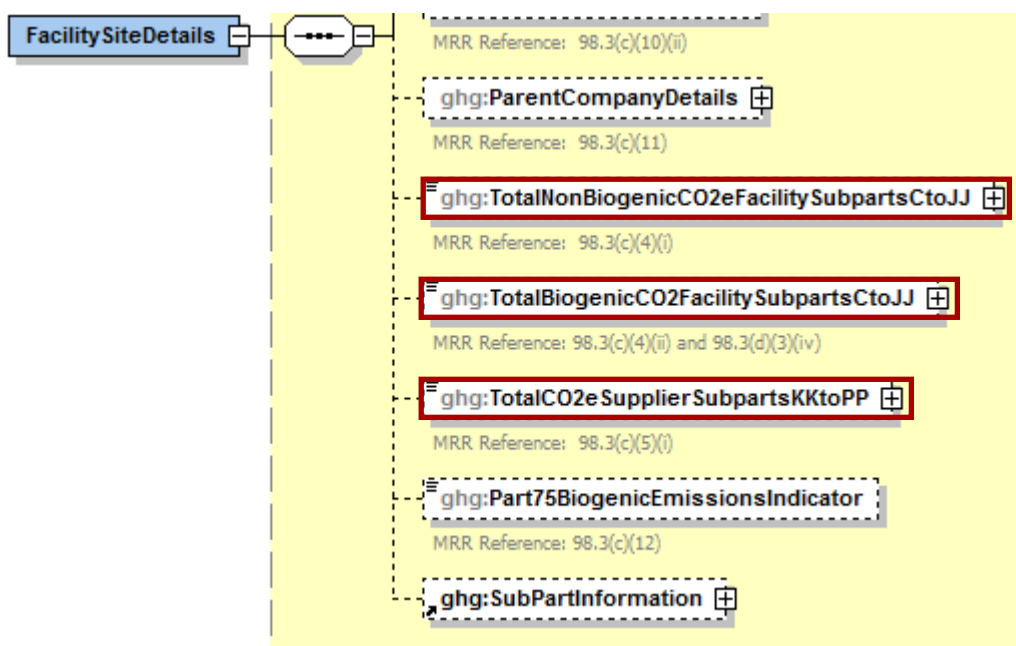 FacilitySiteDetails
MRR Reference: 98.3(c)(10)(ii)
ghg:ParentCompanyDetails
MRR Reference: 98.3(c)(11)
ghg:TotalNonBiogenicCO2eFacilitySubpartsCtoJJ
MRR Reference: 98.3(c)(4)(i)
ghg:TotalBiogenicCO2FacilitySubpartsCtoJJ
MRR Reference: 98.3(c)(4)(ii) and 98.3(d)(3)(iv)
ghg:TotalCO2eSupplierSubpartsKKtoPP
MRR Reference: 98.3(c)(5)(i)
ghg:Part75BiogenicEmissionsIndicator
MRR Reference: 98.3(c)(12)
ghg:SubPartInformation